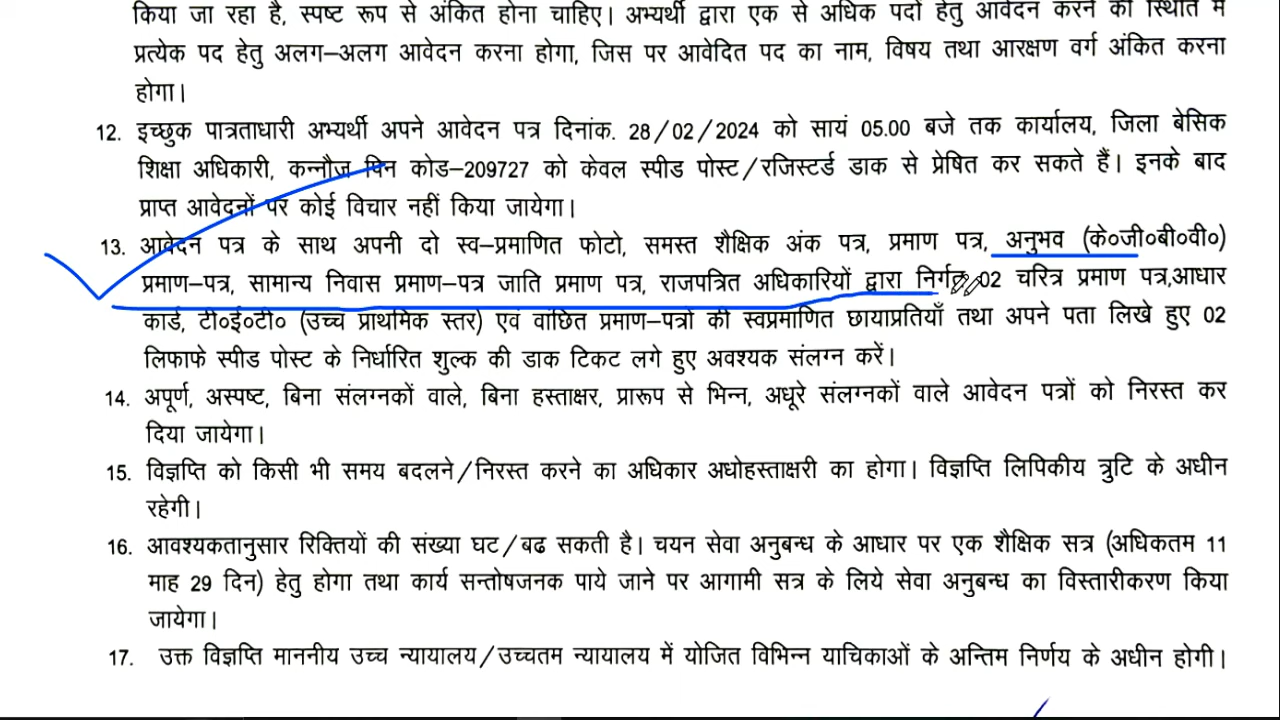 किया जा रहा है, स्पष्ट रूप से अंकित होना चाहिए। अभ्यर्थी द्वारा एक से अधिक पदों हेतु आवेदन करने की स्थिति में
प्रत्येक पद हेतु अलग–अलग आवेदन करना होगा, जिस पर आवेदित पद का नाम, विषय तथा आरक्षण वर्ग अंकित करना
होगा।
12. इच्छुक पात्रताधारी अभ्यर्थी अपने आवेदन पत्र दिनांक. 28/02/2024 को सायं 05.00 बजे तक कार्यालय, जिला बेसिक
शिक्षा अधिकारी, कन्नौज पिन कोड–209727 को केवल स्पीड पोस्ट/रजिस्टर्ड डाक से प्रेषित कर सकते हैं। इनके बाद
प्राप्त आवेदनों पर कोई विचार नहीं किया जायेगा।
13. आवेदन पत्र के साथ अपनी दो स्व–प्रमाणित फोटो, समस्त शैक्षिक अंक पत्र, प्रमाण पत्र, अनुभव (के०जी०बी०वी०)
प्रमाण–पत्र, सामान्य निवास प्रमाण–पत्र जाति प्रमाण पत्र, राजपत्रित अधिकारियों द्वारा निर्गत 02 चरित्र प्रमाण पत्र,आधार
कार्ड, टी०ई०टी० (उच्च प्राथमिक स्तर) एवं वांछित प्रमाण–पत्रों की स्वप्रमाणित छायाप्रतियाँ तथा अपने पता लिखे हुए 02
लिफाफे स्पीड पोस्ट के निर्धारित शुल्क की डाक टिकट लगे हुए अवश्यक संलग्न करें।
14. अपूर्ण, अस्पष्ट, बिना संलग्नकों वाले, बिना हस्ताक्षर, प्रारूप से भिन्न, अधूरे संलग्नकों वाले आवेदन पत्रों को निरस्त कर
दिया जायेगा।
15. विज्ञप्ति को किसी भी समय बदलने/निरस्त करने का अधिकार अधोहस्ताक्षरी का होगा। विज्ञप्ति लिपिकीय त्रुटि के अधीन
रहेगी।
16. आवश्यकतानुसार रिक्तियों की संख्या घट/बढ सकती है। चयन सेवा अनुबन्ध के आधार पर एक शैक्षिक सत्र (अधिकतम 11
माह 29 दिन) हेतु होगा तथा कार्य सन्तोषजनक पाये जाने पर आगामी सत्र के लिये सेवा अनुबन्ध का विस्तारीकरण किया
जायेगा।
17. उक्त विज्ञप्ति माननीय उच्च न्यायालय/उच्चतम न्यायालय में योजित विभिन्न याचिकाओं के अन्तिम निर्णय के अधीन होगी।